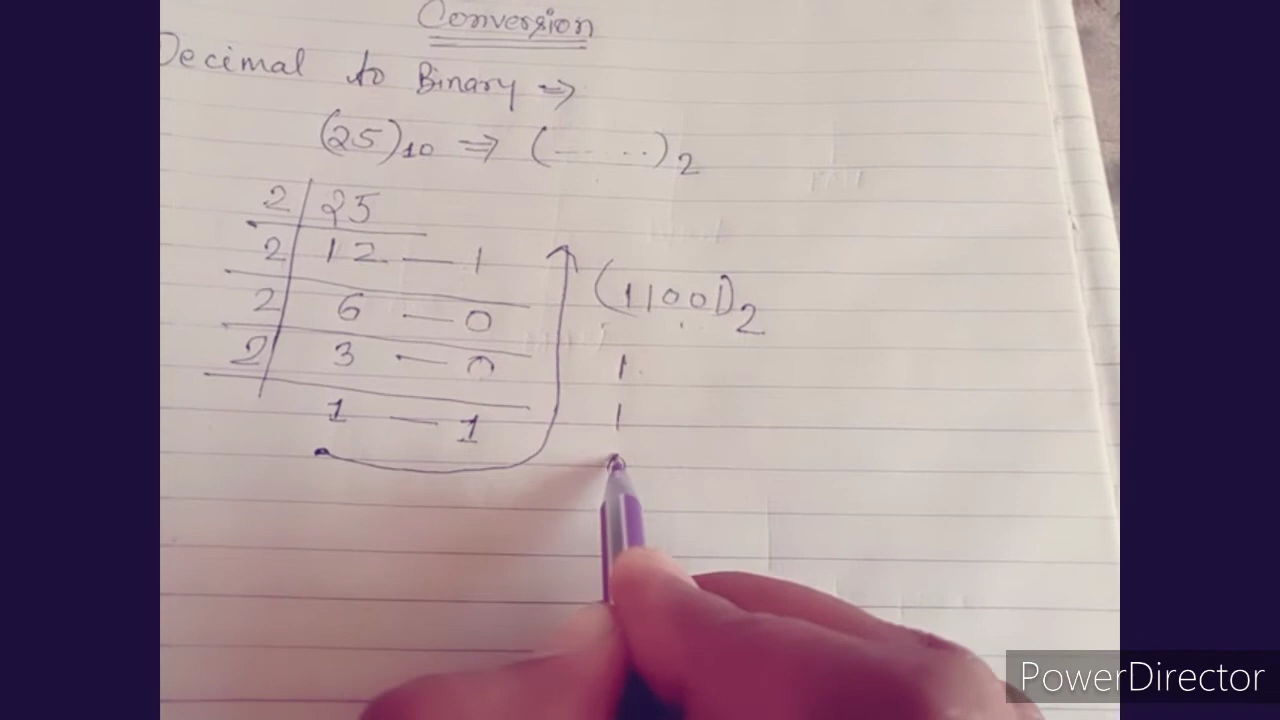 Conversion
Decimal to Binary ⇒
(25)10 ⇒ (-- ··)2
2 | 25
2 | 12 — 1
2 | 6 — 0
2 | 3 — 0
1 — 1
(11001)2
1
1
0
PowerDirector